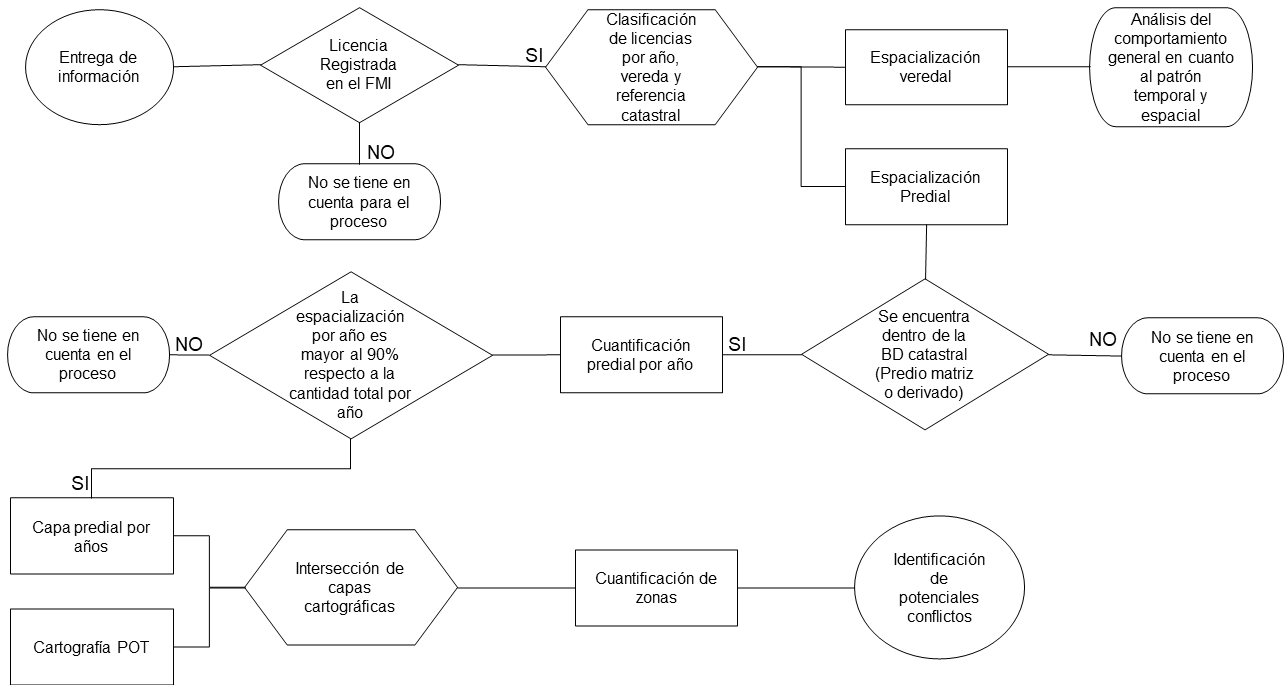 Entrega de
información
Licencia
Registrada
en el FMI
SI
Clasificación
de licencias
por año,
vereda y
referencia
catastral
Espacialización
veredal
Análisis del
comportamiento
general en cuanto
al patrón
temporal y
espacial
NO
No se tiene en
cuenta para el
proceso
Espacialización
Predial
Se encuentra
dentro de la
BD catastral
(Predio matriz
o derivado)
NO
No se tiene en
cuenta en el
proceso
SI
Cuantificación
predial por año
La
espacialización
por año es
mayor al 90%
respecto a la
cantidad total por
año
NO
No se tiene en
cuenta en el
proceso
SI
Capa predial por
años
Cartografía POT
Intersección de
capas
cartográficas
Cuantificación de
zonas
Identificación
de
potenciales
conflictos